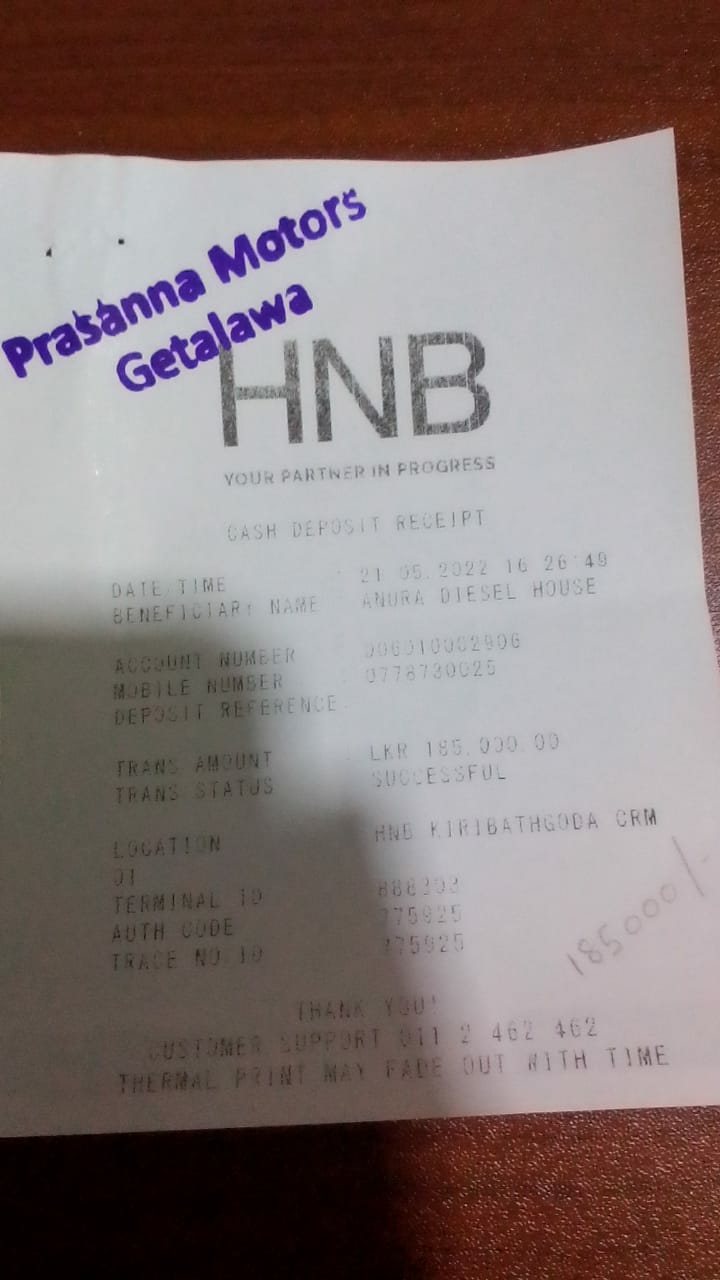 Prasanna Motors
Getalawa
HNB
YOUR PARTNER IN PROGRESS
CASH DEPOSIT RECEIPT
DATE/TIME : 21.05.2022 16:26:49
BENEFICIARY NAME : ANURA DIESEL HOUSE
ACCOUNT NUMBER : 006010002906
MOBILE NUMBER : 0778730025
DEPOSIT REFERENCE :
TRANS AMOUNT : LKR 185,000.00
TRANS STATUS : SUCCESSFUL
LOCATION : HNB KIRIBATHGODA CRM
01
TERMINAL ID
AUTH CODE : 775925
TRACE NO.ID : 775925
185000/-
THANK YOU!
CUSTOMER SUPPORT 011 2 462 462
THERMAL PRINT MAY FADE OUT WITH TIME